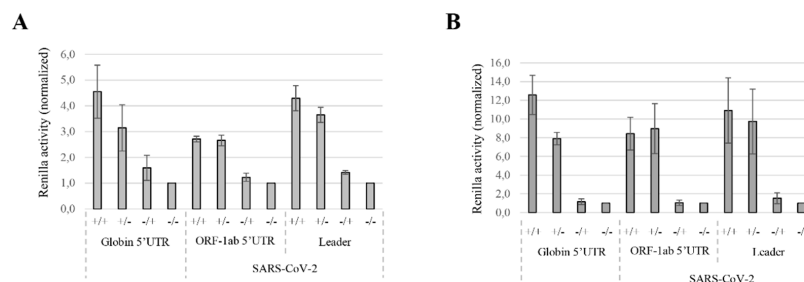 A
B
Renilla activity (normalized)
6,0
5,0
4,0
3,0
2,0
1,0
0,0
+/+ +/- -/+ -/- +/+ +/- -/+ -/- +/+ +/- -/+ -/-
Globin 5'UTR ORF-1ab 5'UTR Leader
SARS-CoV-2
Renilla activity (normalized)
16,0
14,0
12,0
10,0
8,0
6,0
4,0
2,0
0,0
+/+ +/- -/+ -/- +/+ +/- -/+ -/- +/+ +/- -/+ -/-
Globin 5'UTR ORF-1ab 5'UTR Leader
SARS-CoV-2